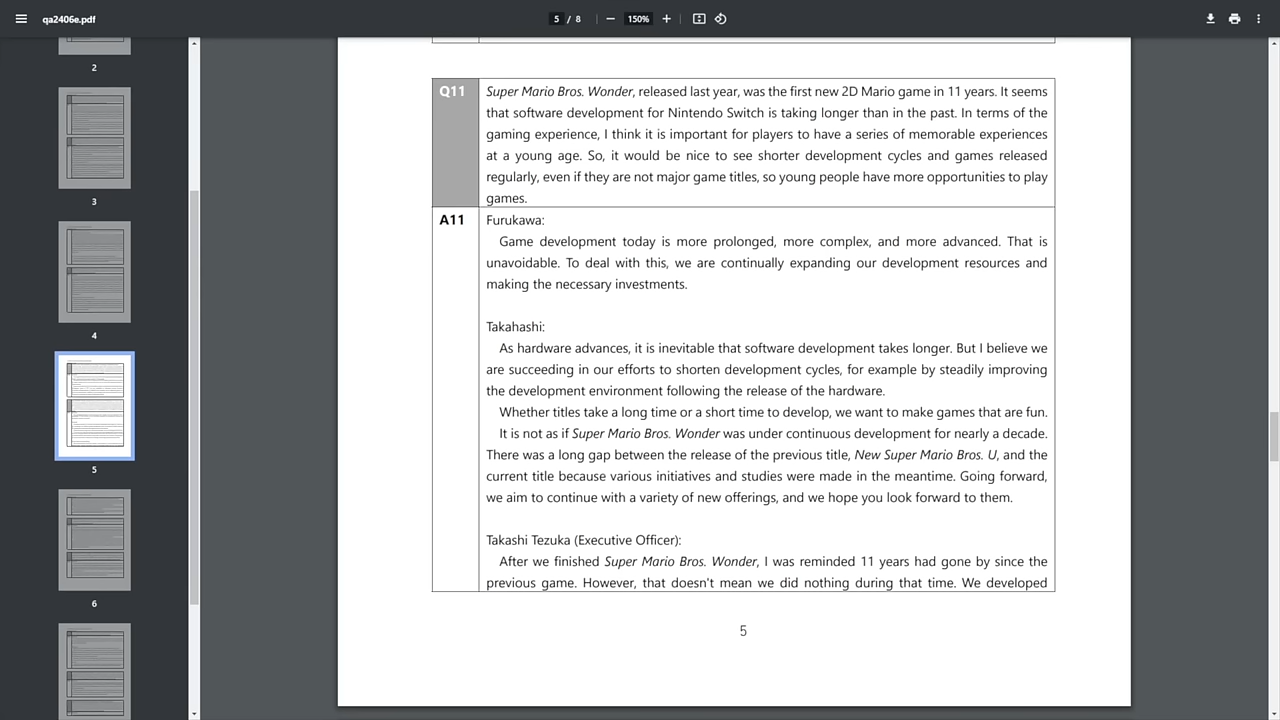 qa2406e.pdf
5 / 8
150%
2
3
4
5
6
Q11
Super Mario Bros. Wonder, released last year, was the first new 2D Mario game in 11 years. It seems
that software development for Nintendo Switch is taking longer than in the past. In terms of the
gaming experience, I think it is important for players to have a series of memorable experiences
at a young age. So, it would be nice to see shorter development cycles and games released
regularly, even if they are not major game titles, so young people have more opportunities to play
games.
A11
Furukawa:
Game development today is more prolonged, more complex, and more advanced. That is
unavoidable. To deal with this, we are continually expanding our development resources and
making the necessary investments.
Takahashi:
As hardware advances, it is inevitable that software development takes longer. But I believe we
are succeeding in our efforts to shorten development cycles, for example by steadily improving
the development environment following the release of the hardware.
Whether titles take a long time or a short time to develop, we want to make games that are fun.
It is not as if Super Mario Bros. Wonder was under continuous development for nearly a decade.
There was a long gap between the release of the previous title, New Super Mario Bros. U, and the
current title because various initiatives and studies were made in the meantime. Going forward,
we aim to continue with a variety of new offerings, and we hope you look forward to them.
Takashi Tezuka (Executive Officer):
After we finished Super Mario Bros. Wonder, I was reminded 11 years had gone by since the
previous game. However, that doesn't mean we did nothing during that time. We developed
5